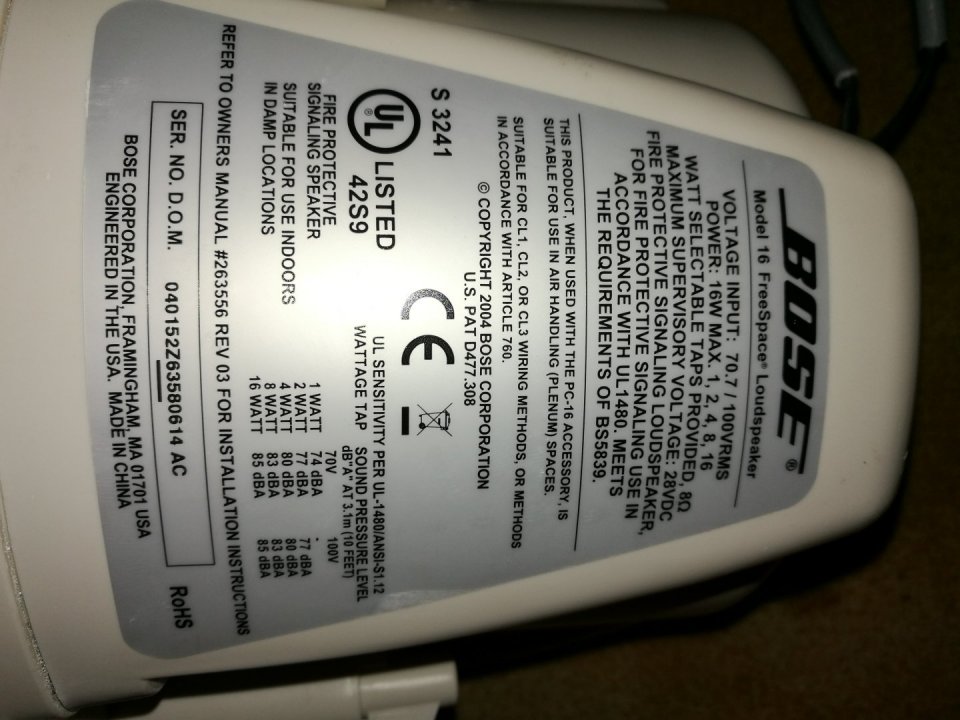 BOSE®
Model 16 FreeSpace® Loudspeaker
VOLTAGE INPUT: 70.7 / 100VRMS
POWER: 16W MAX. 1, 2, 4, 8, 16
WATT SELECTABLE TAPS PROVIDED, 8Ω
MAXIMUM SUPERVISORY VOLTAGE: 28VDC
FIRE PROTECTIVE SIGNALING LOUDSPEAKER,
FOR FIRE PROTECTIVE SIGNALING USE IN
ACCORDANCE WITH UL1480. MEETS
THE REQUIREMENTS OF BS5839.
THIS PRODUCT, WHEN USED WITH THE PC-16 ACCESSORY, IS
SUITABLE FOR USE IN AIR HANDLING (PLENUM) SPACES.
SUITABLE FOR CL1, CL2, OR CL3 WIRING METHODS, OR METHODS
IN ACCORDANCE WITH ARTICLE 760.
© COPYRIGHT 2004 BOSE CORPORATION
U.S. PAT D477.308
S 3241
UL LISTED
42S9
FIRE PROTECTIVE
SIGNALING SPEAKER
SUITABLE FOR USE INDOORS
IN DAMP LOCATIONS
CE
UL SENSITIVITY PER UL-1480/ANSI-S1.12
WATTAGE TAP SOUND PRESSURE LEVEL
dB"A" AT 3.1m (10 FEET)
70V 100V
1 WATT 74 dBA -
2 WATT 77 dBA 77 dBA
4 WATT 80 dBA 80 dBA
8 WATT 83 dBA 83 dBA
16 WATT 85 dBA 85 dBA
REFER TO OWNERS MANUAL #263556 REV 03 FOR INSTALLATION INSTRUCTIONS
SER. NO. D.O.M. 040152Z63580614 AC
RoHS
BOSE CORPORATION, FRAMINGHAM, MA 01701 USA
ENGINEERED IN THE USA. MADE IN CHINA